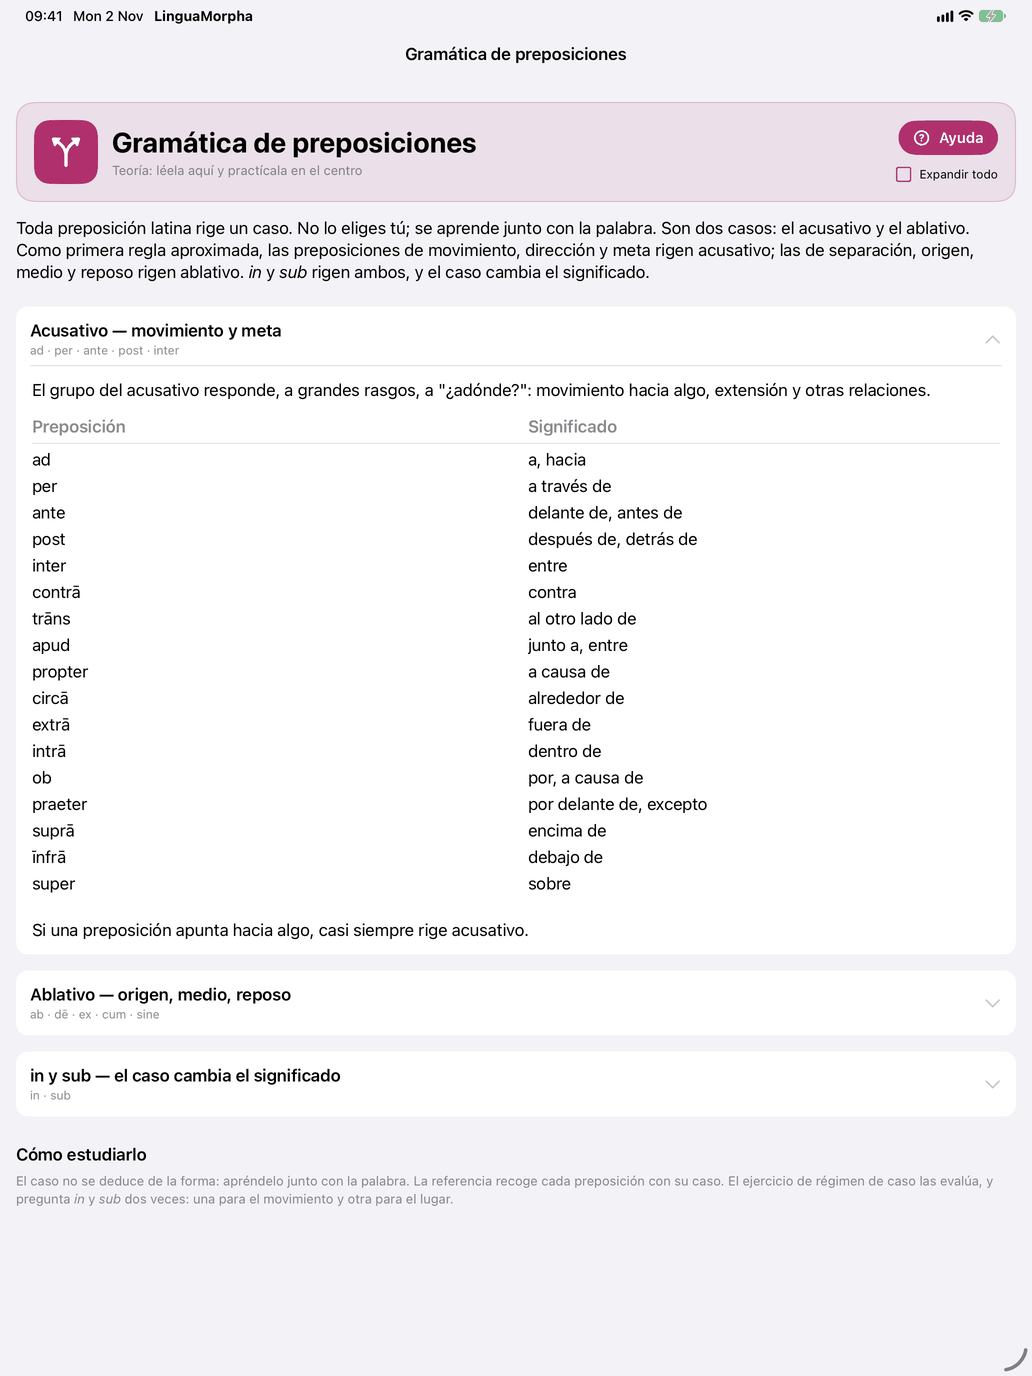 09:41 Mon 2 Nov LinguaMorpha
Gramática de preposiciones
Gramática de preposiciones
Teoría: léela aquí y practícala en el centro
Ayuda
Expandir todo
Toda preposición latina rige un caso. No lo eliges tú; se aprende junto con la palabra. Son dos casos: el acusativo y el ablativo.
Como primera regla aproximada, las preposiciones de movimiento, dirección y meta rigen acusativo; las de separación, origen,
medio y reposo rigen ablativo. in y sub rigen ambos, y el caso cambia el significado.
Acusativo — movimiento y meta
ad · per · ante · post · inter
El grupo del acusativo responde, a grandes rasgos, a "¿adónde?": movimiento hacia algo, extensión y otras relaciones.
Preposición Significado
ad a, hacia
per a través de
ante delante de, antes de
post después de, detrás de
inter entre
contrā contra
trāns al otro lado de
apud junto a, entre
propter a causa de
circā alrededor de
extrā fuera de
intrā dentro de
ob por, a causa de
praeter por delante de, excepto
suprā encima de
īnfrā debajo de
super sobre
Si una preposición apunta hacia algo, casi siempre rige acusativo.
Ablativo — origen, medio, reposo
ab · dē · ex · cum · sine
in y sub — el caso cambia el significado
in · sub
Cómo estudiarlo
El caso no se deduce de la forma: apréndelo junto con la palabra. La referencia recoge cada preposición con su caso. El ejercicio de régimen de caso las evalúa, y
pregunta in y sub dos veces: una para el movimiento y otra para el lugar.